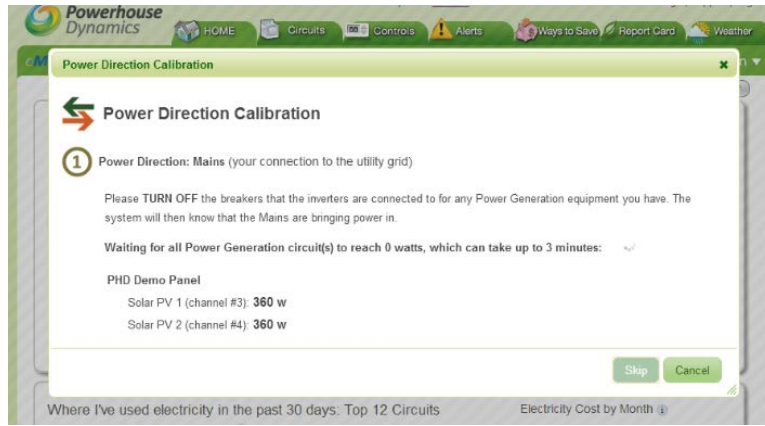 Powerhouse
Dynamics
HOME
Circuits
Controls
Alerts
Ways to Save
Report Card
Weather
Power Direction Calibration
Power Direction Calibration
1
Power Direction: Mains (your connection to the utility grid)
Please TURN OFF the breakers that the inverters are connected to for any Power Generation equipment you have. The
system will then know that the Mains are bringing power in.
Waiting for all Power Generation circuit(s) to reach 0 watts, which can take up to 3 minutes:
PHD Demo Panel
Solar PV 1 (channel #3): 360 w
Solar PV 2 (channel #4): 360 w
Skip
Cancel
Where I've used electricity in the past 30 days: Top 12 Circuits
Electricity Cost by Month